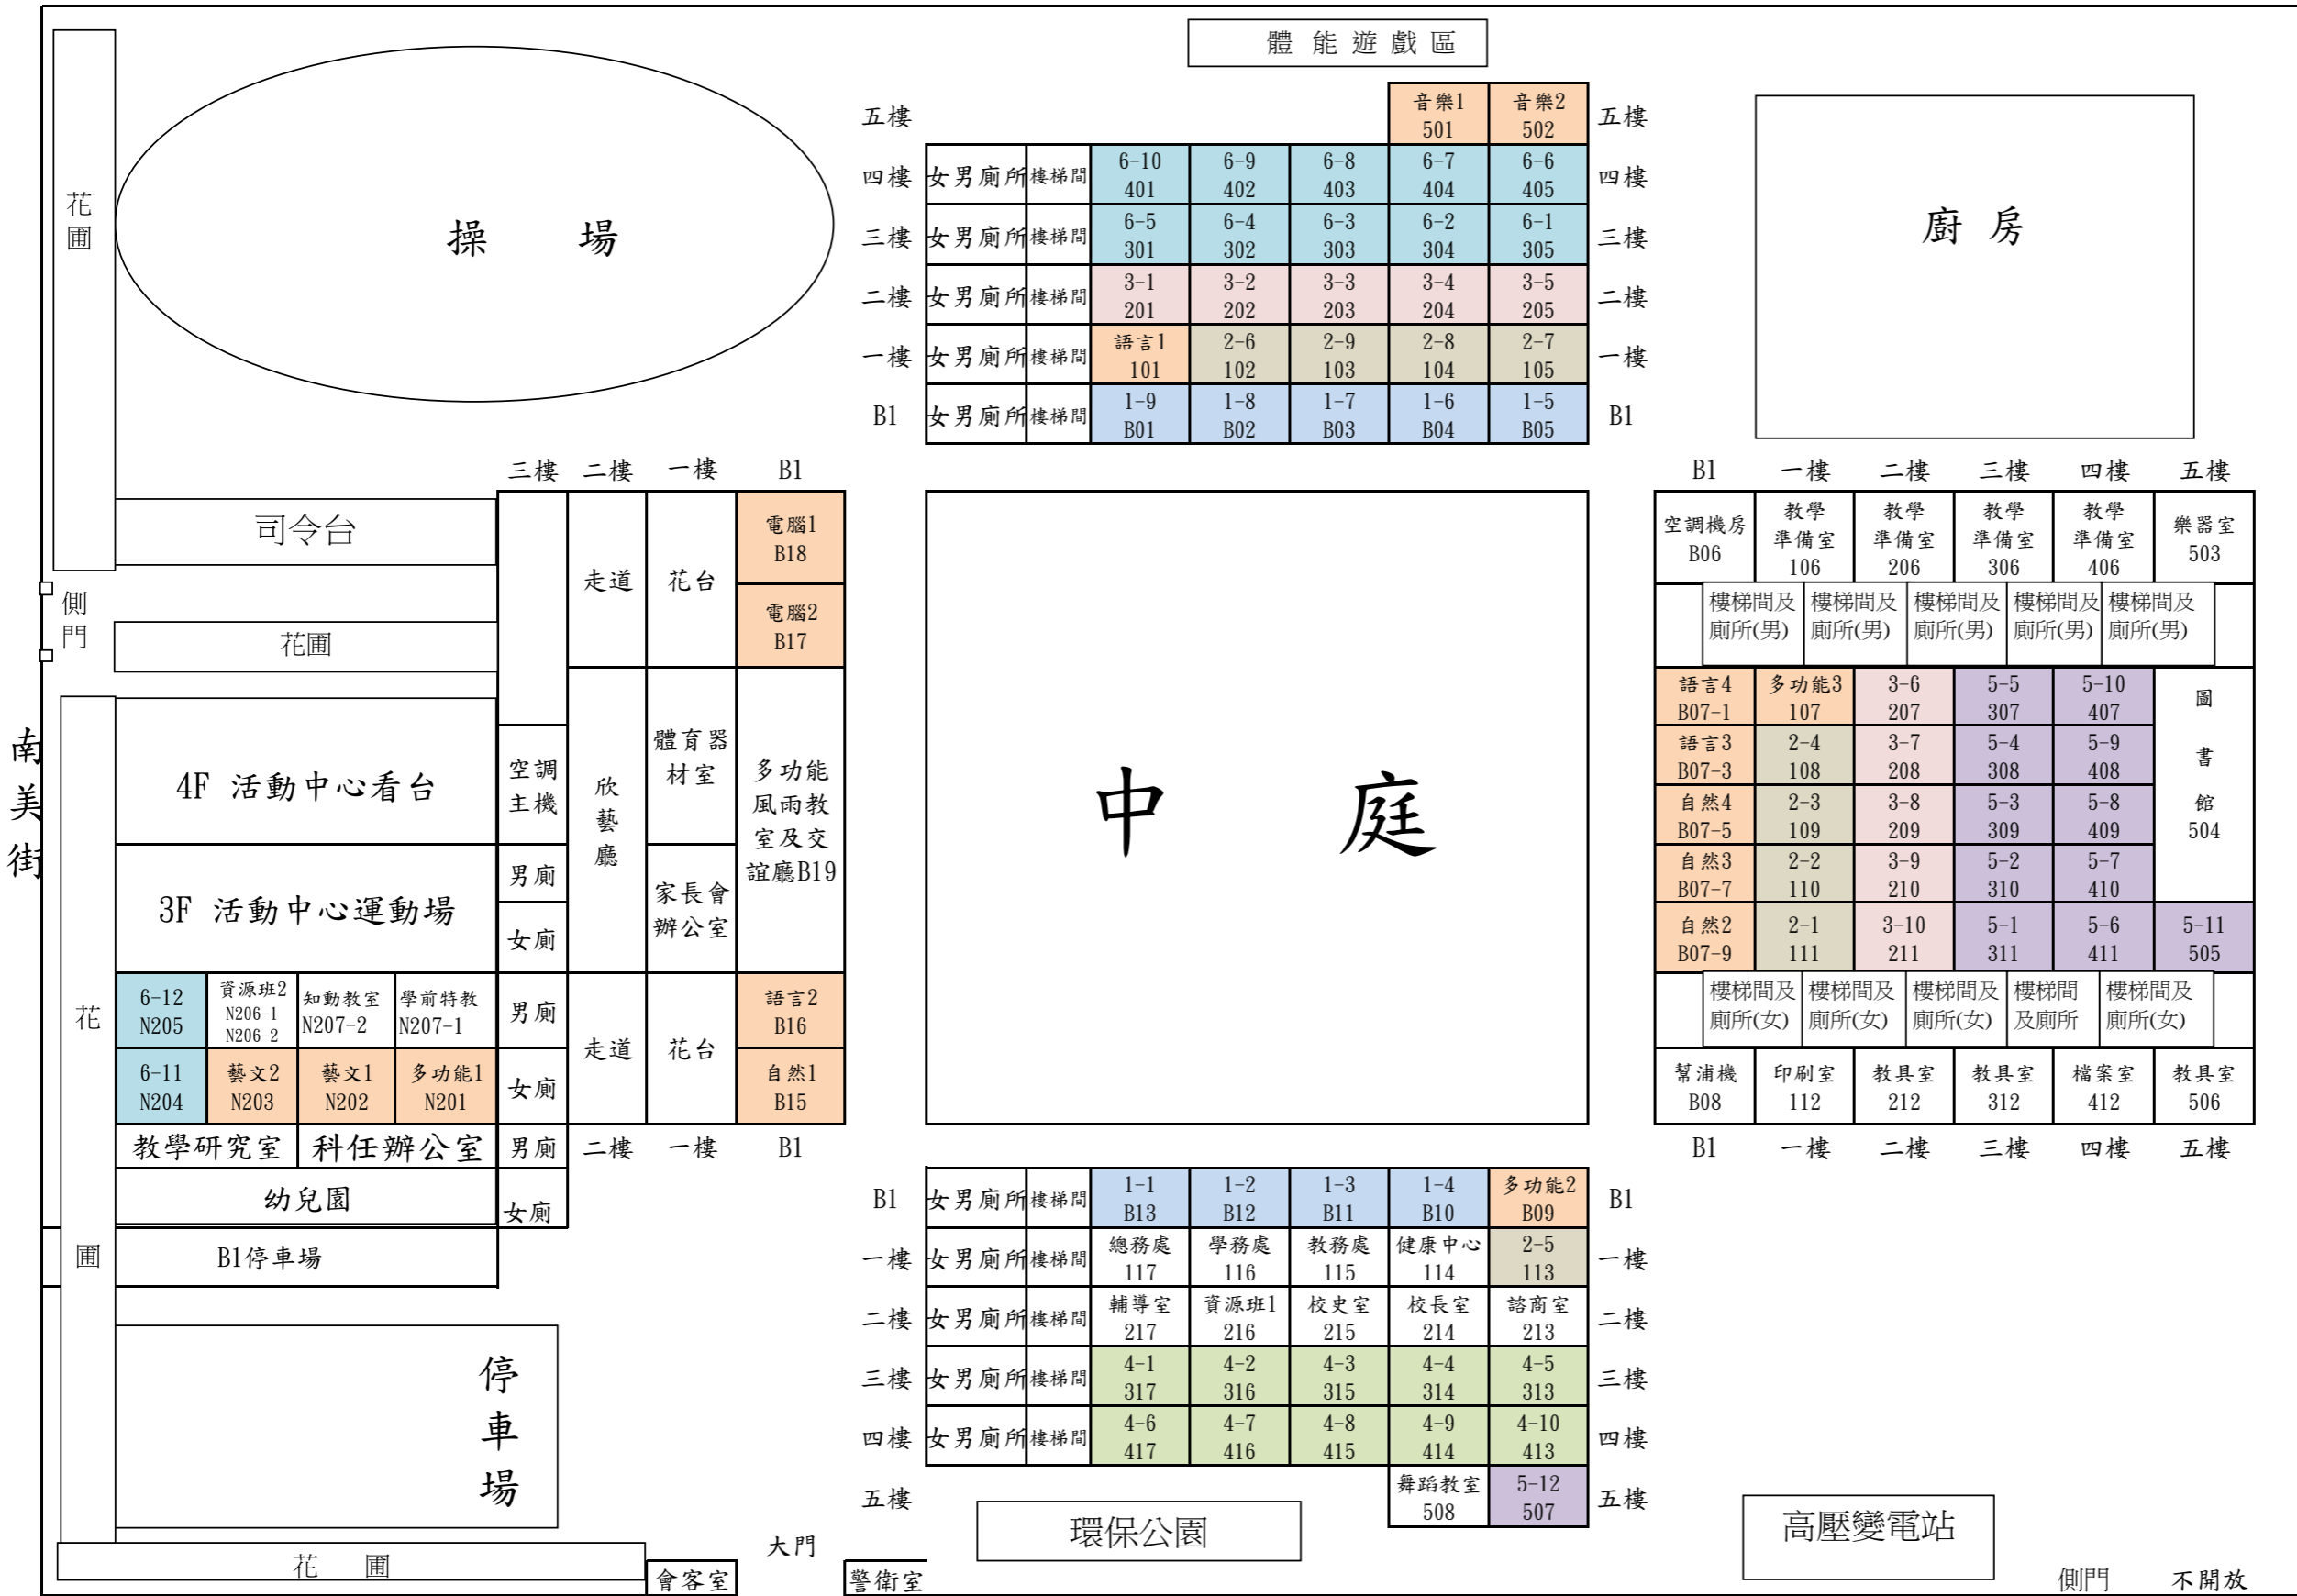 體 能 遊 戲 區
花
圃
操 場
五樓
音樂1 音樂2
501 502
五樓
四樓 女男廁所 樓梯間 6-10 6-9 6-8 6-7 6-6 四樓
401 402 403 404 405
三樓 女男廁所 樓梯間 6-5 6-4 6-3 6-2 6-1 三樓
301 302 303 304 305
二樓 女男廁所 樓梯間 3-1 3-2 3-3 3-4 3-5 二樓
201 202 203 204 205
一樓 女男廁所 樓梯間 語言1 2-6 2-9 2-8 2-7 一樓
101 102 103 104 105
B1 女男廁所 樓梯間 1-9 1-8 1-7 1-6 1-5 B1
B01 B02 B03 B04 B05
廚 房
三樓 二樓 一樓 B1
司令台
側
門
花圃
走道 花台
電腦1
B18
電腦2
B17
南
美
街
花
圃
4F 活動中心看台
空調
主機
欣
藝
廳
體育器
材室
多功能
風雨教
室及交
誼廳B19
3F 活動中心運動場
男廁
女廁
家長會
辦公室
6-12 資源班2 知動教室 學前特教
N205 N206-1 N207-2 N207-1
N206-2
男廁
走道 花台
語言2
B16
6-11 藝文2 藝文1 多功能1
N204 N203 N202 N201
女廁
自然1
B15
教學研究室 科任辦公室 男廁 二樓 一樓 B1
幼兒園 女廁
B1停車場
停
車
場
花 圃
會客室
大門
警衛室
中 庭
B1 一樓 二樓 三樓 四樓 五樓
空調機房 教學 教學 教學 教學 樂器室
B06 準備室 準備室 準備室 準備室 503
106 206 306 406
樓梯間及 樓梯間及 樓梯間及 樓梯間及 樓梯間及
廁所(男) 廁所(男) 廁所(男) 廁所(男) 廁所(男)
語言4 多功能3 3-6 5-5 5-10
B07-1 107 207 307 407
語言3 2-4 3-7 5-4 5-9
B07-3 108 208 308 408
自然4 2-3 3-8 5-3 5-8
B07-5 109 209 309 409
自然3 2-2 3-9 5-2 5-7
B07-7 110 210 310 410
圖
書
館
504
自然2 2-1 3-10 5-1 5-6 5-11
B07-9 111 211 311 411 505
樓梯間及 樓梯間及 樓梯間及 樓梯間 樓梯間及
廁所(女) 廁所(女) 廁所(女) 及廁所 廁所(女)
幫浦機 印刷室 教具室 教具室 檔案室 教具室
B08 112 212 312 412 506
B1 一樓 二樓 三樓 四樓 五樓
B1 女男廁所 樓梯間 1-1 1-2 1-3 1-4 多功能2 B1
B13 B12 B11 B10 B09
一樓 女男廁所 樓梯間 總務處 學務處 教務處 健康中心 2-5 一樓
117 116 115 114 113
二樓 女男廁所 樓梯間 輔導室 資源班1 校史室 校長室 諮商室 二樓
217 216 215 214 213
三樓 女男廁所 樓梯間 4-1 4-2 4-3 4-4 4-5 三樓
317 316 315 314 313
四樓 女男廁所 樓梯間 4-6 4-7 4-8 4-9 4-10 四樓
417 416 415 414 413
五樓 舞蹈教室 5-12 五樓
508 507
環保公園
高壓變電站
側門 不開放